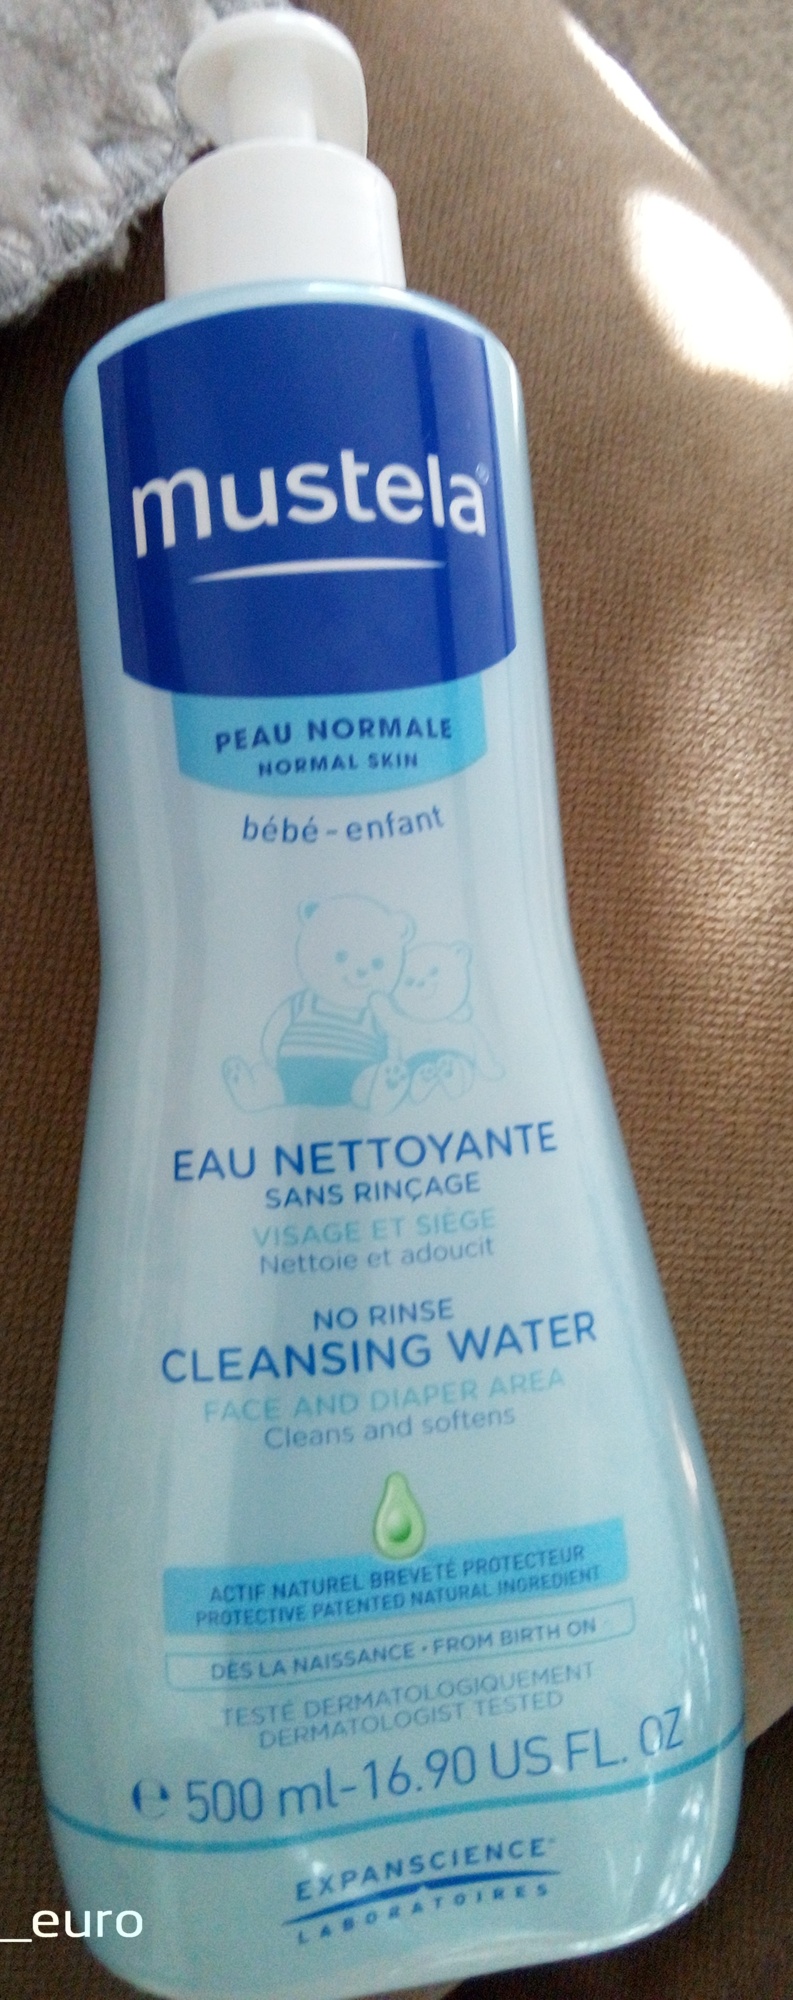 mustela®
PEAU NORMALE
NORMAL SKIN
bébé-enfant
EAU NETTOYANTE
SANS RINÇAGE
VISAGE ET SIÈGE
Nettoie et adoucit
NO RINSE
CLEANSING WATER
FACE AND DIAPER AREA
Cleans and softens
ACTIF NATUREL BREVETÉ PROTECTEUR
PROTECTIVE PATENTED NATURAL INGREDIENT
DÈS LA NAISSANCE • FROM BIRTH ON
TESTÉ DERMATOLOGIQUEMENT
DERMATOLOGIST TESTED
℮ 500 ml-16.90 US FL. OZ
EXPANSCIENCE
LABORATOIRES
_euro